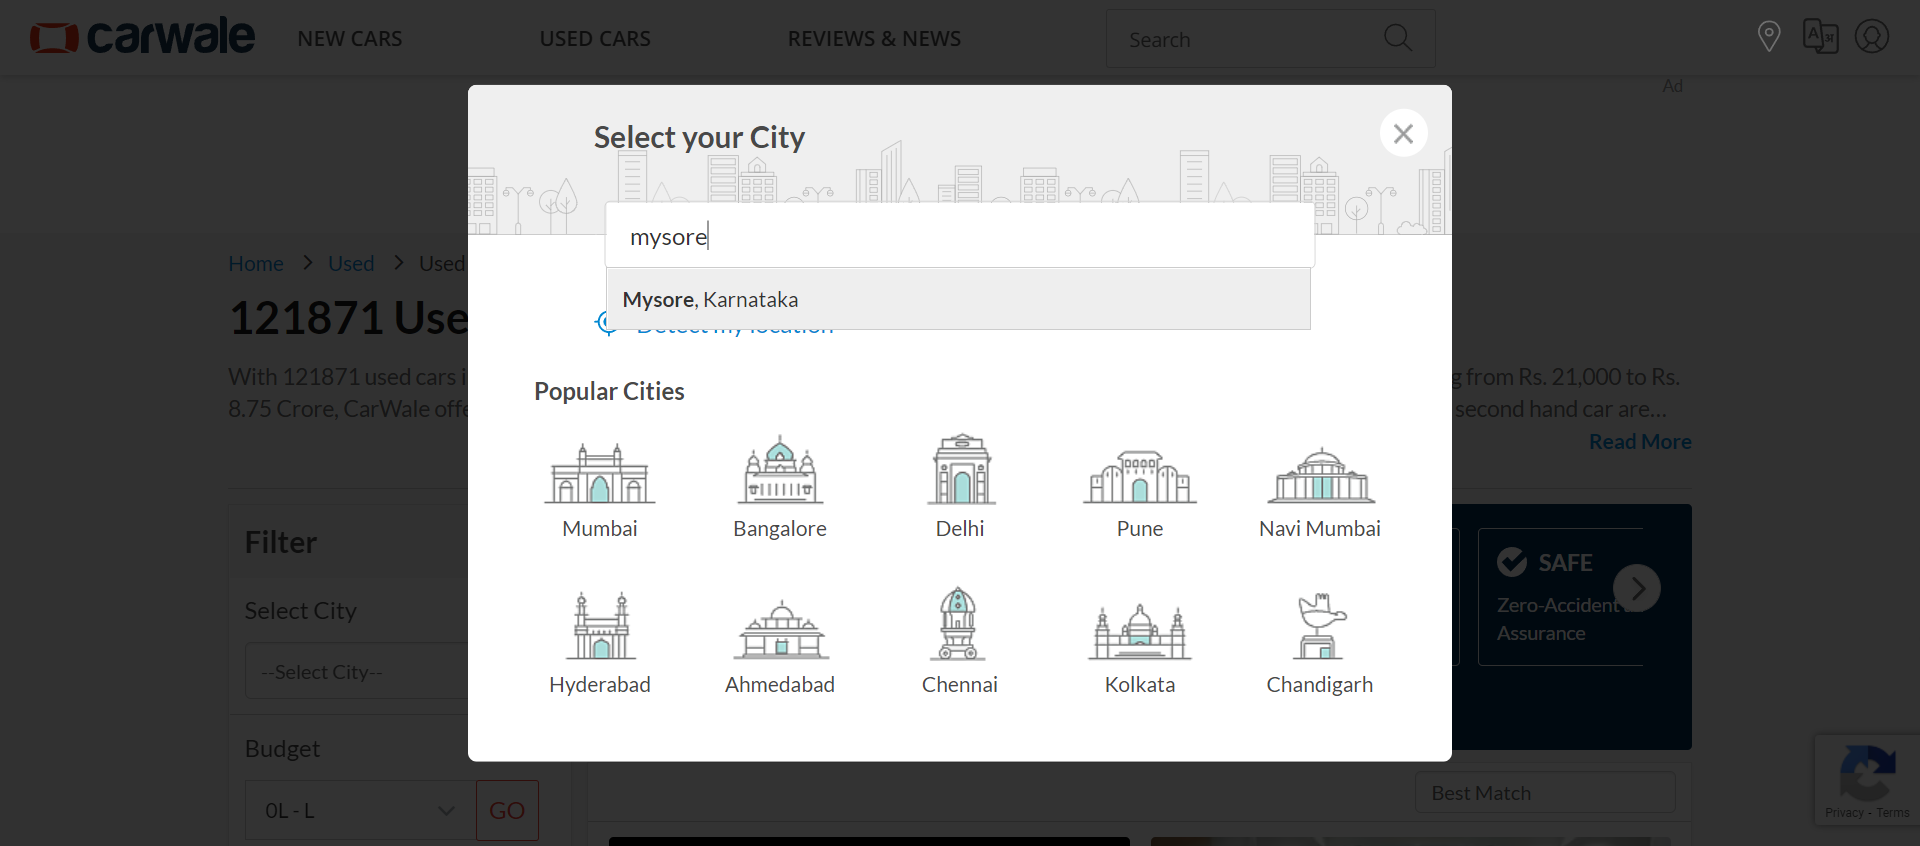 carwale NEW CARS USED CARS REVIEWS & NEWS Search
Ad
Select your City
mysore
Mysore, Karnataka
Detect my location
Home > Used > Used
121871 Use
With 121871 used cars i
g from Rs. 21,000 to Rs.
8.75 Crore, CarWale offe
second hand car are...
Read More
Popular Cities
Mumbai Bangalore Delhi Pune Navi Mumbai
Hyderabad Ahmedabad Chennai Kolkata Chandigarh
Filter
Select City
--Select City--
Budget
0L - L GO
SAFE
Zero-Accident
Assurance
Best Match
Privacy - Terms